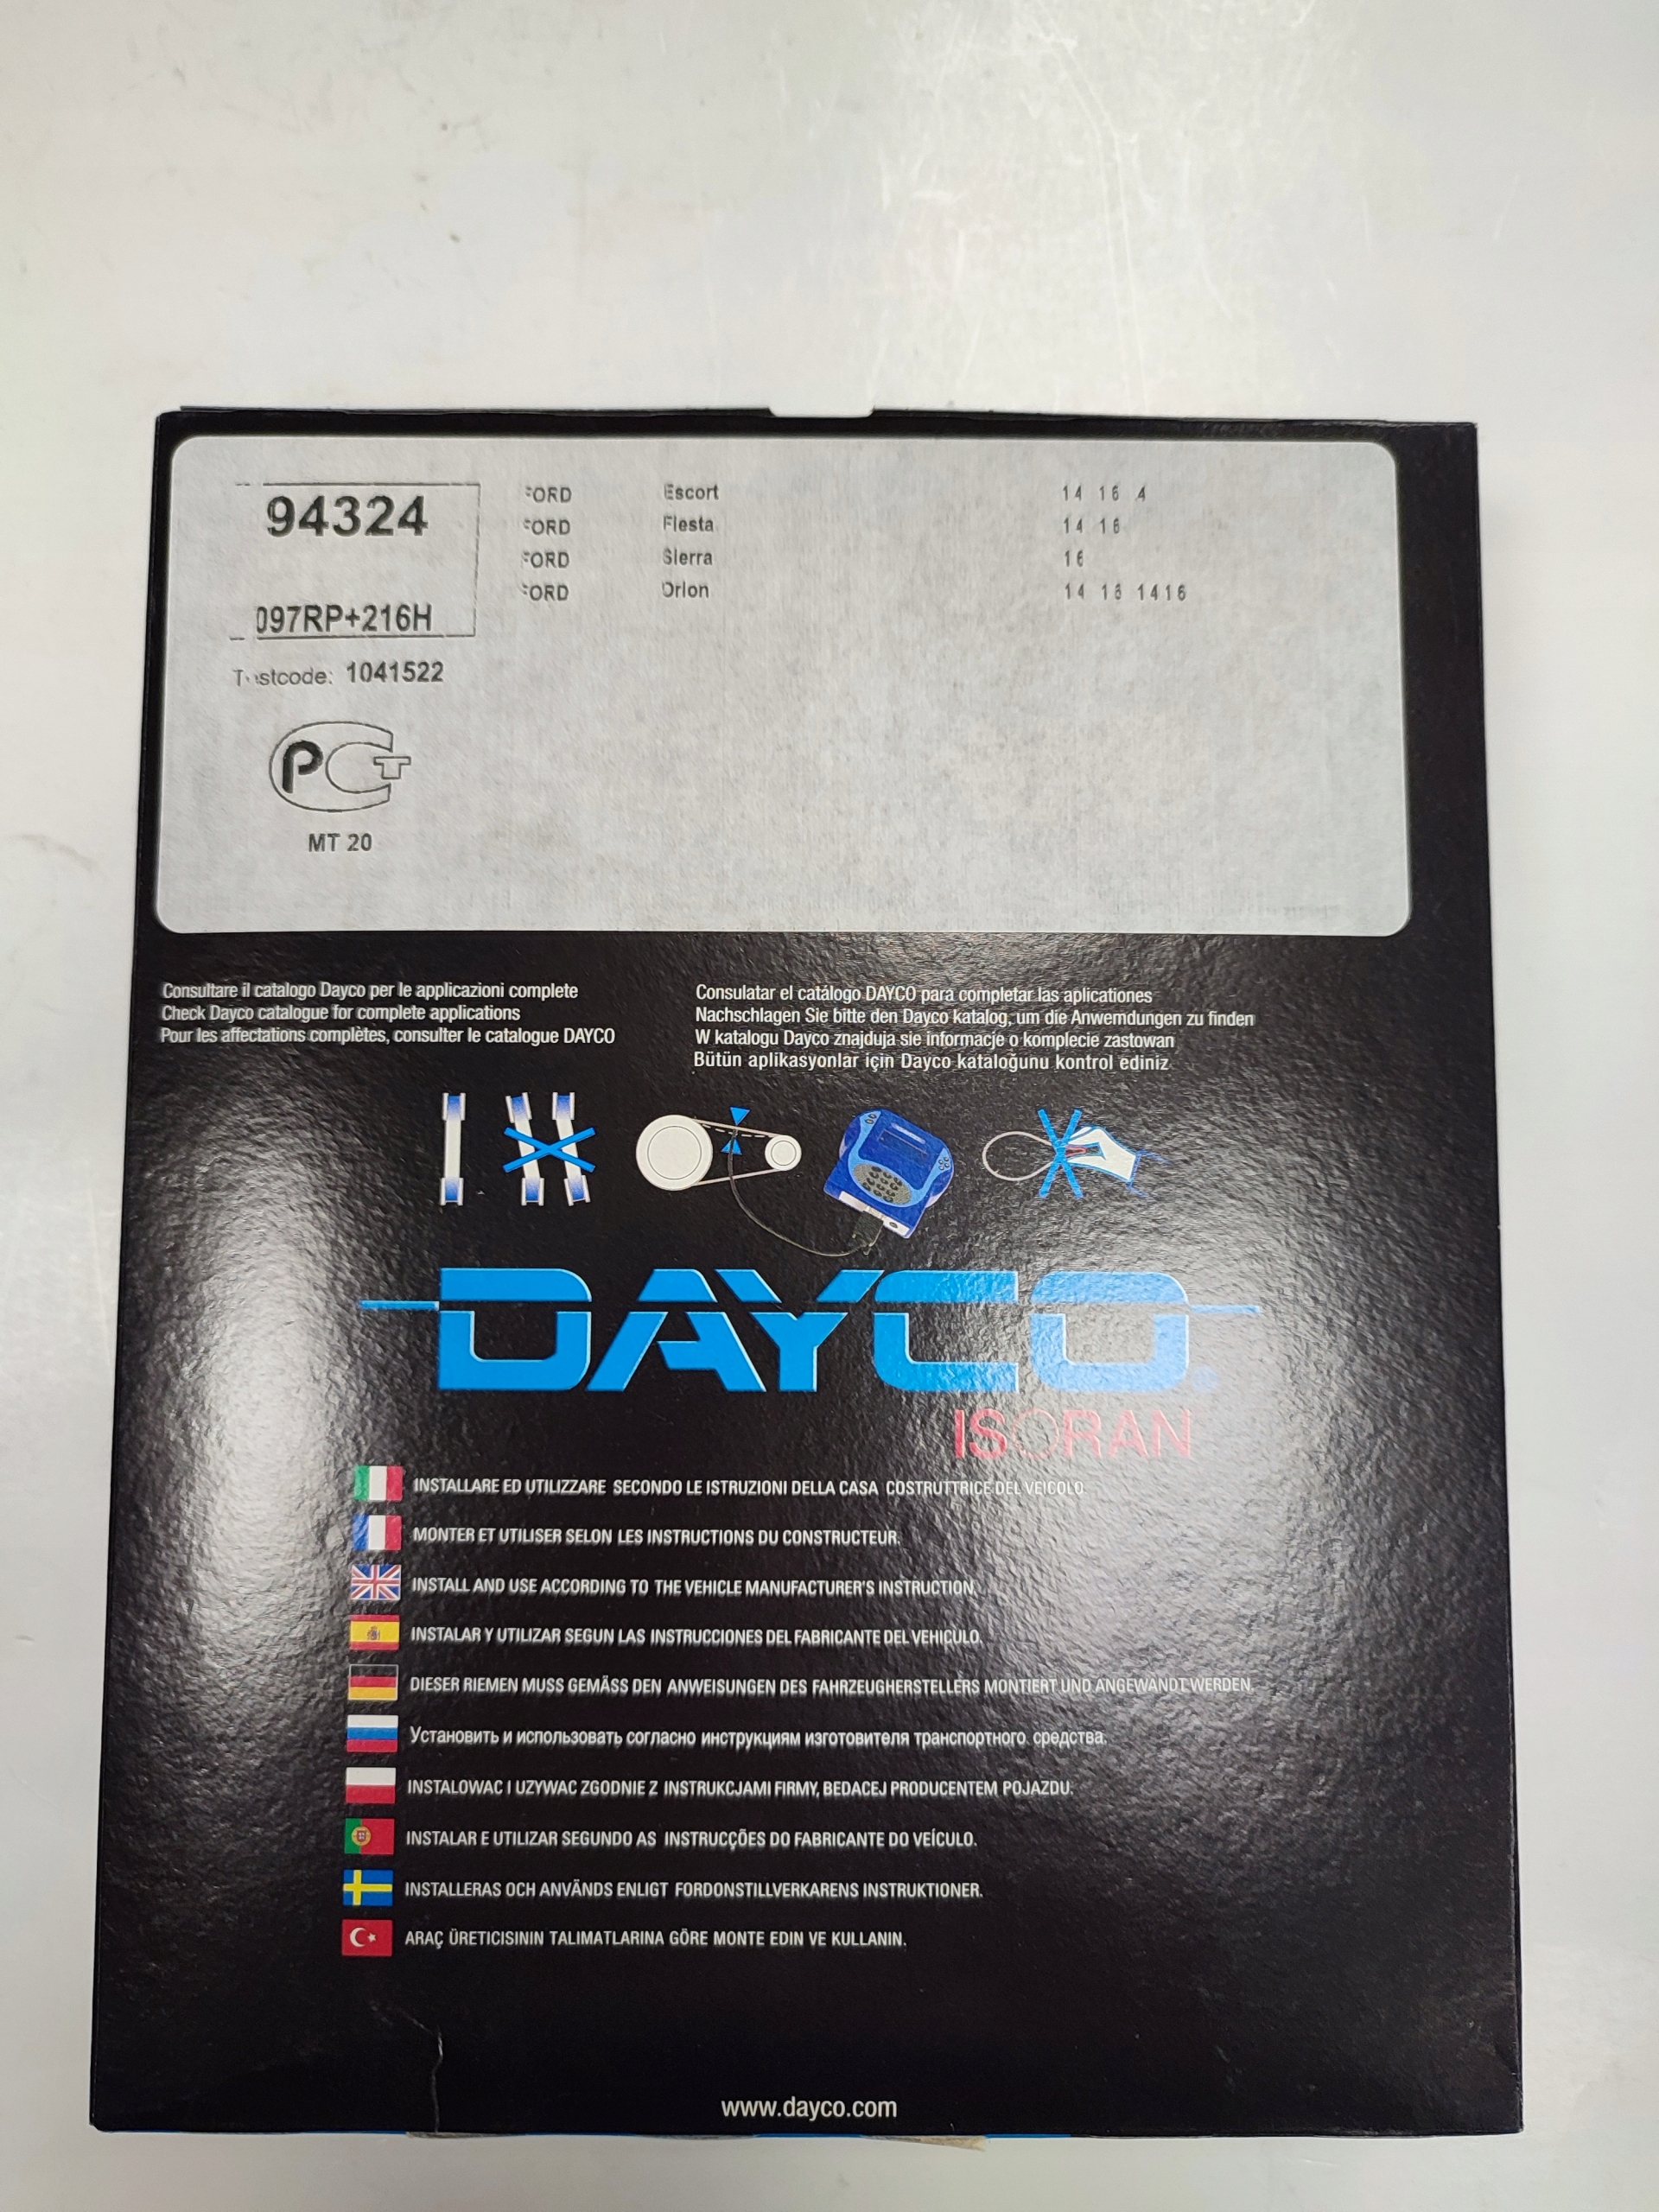 94324
097RP+216H
Testcode: 1041522
PCT
MT 20
FORD Escort 14 16 4
FORD Fiesta 14 16
FORD Sierra 16
FORD Orion 14 16 1416
Consultare il catalogo Dayco per le applicazioni complete
Check Dayco catalogue for complete applications
Pour les affectations complètes, consulter le catalogue DAYCO
Consulatar el catálogo DAYCO para completar las aplicationes
Nachschlagen Sie bitte den Dayco katalog, um die Anwemdungen zu finden
W katalogu Dayco znajduja sie informacje o komplecie zastowan
Bütün aplikasyonlar için Dayco kataloğunu kontrol ediniz
DAYCO
ISORAN
INSTALLARE ED UTILIZZARE SECONDO LE ISTRUZIONI DELLA CASA COSTRUTTRICE DEL VEICOLO
MONTER ET UTILISER SELON LES INSTRUCTIONS DU CONSTRUCTEUR.
INSTALL AND USE ACCORDING TO THE VEHICLE MANUFACTURER'S INSTRUCTION.
INSTALAR Y UTILIZAR SEGUN LAS INSTRUCCIONES DEL FABRICANTE DEL VEHICULO.
DIESER RIEMEN MUSS GEMÄSS DEN ANWEISUNGEN DES FAHRZEUGHERSTELLERS MONTIERT UND ANGEWANDT WERDEN.
Установить и использовать согласно инструкциям изготовителя транспортного средства.
INSTALOWAC I UZYWAC ZGODNIE Z INSTRUKCJAMI FIRMY, BEDACEJ PRODUCENTEM POJAZDU.
INSTALAR E UTILIZAR SEGUNDO AS INSTRUCÇÕES DO FABRICANTE DO VEÍCULO.
INSTALLERAS OCH ANVÄNDS ENLIGT FORDONSTILLVERKARENS INSTRUKTIONER.
ARAÇ ÜRETICISININ TALIMATLARINA GÖRE MONTE EDIN VE KULLANIN.
www.dayco.com